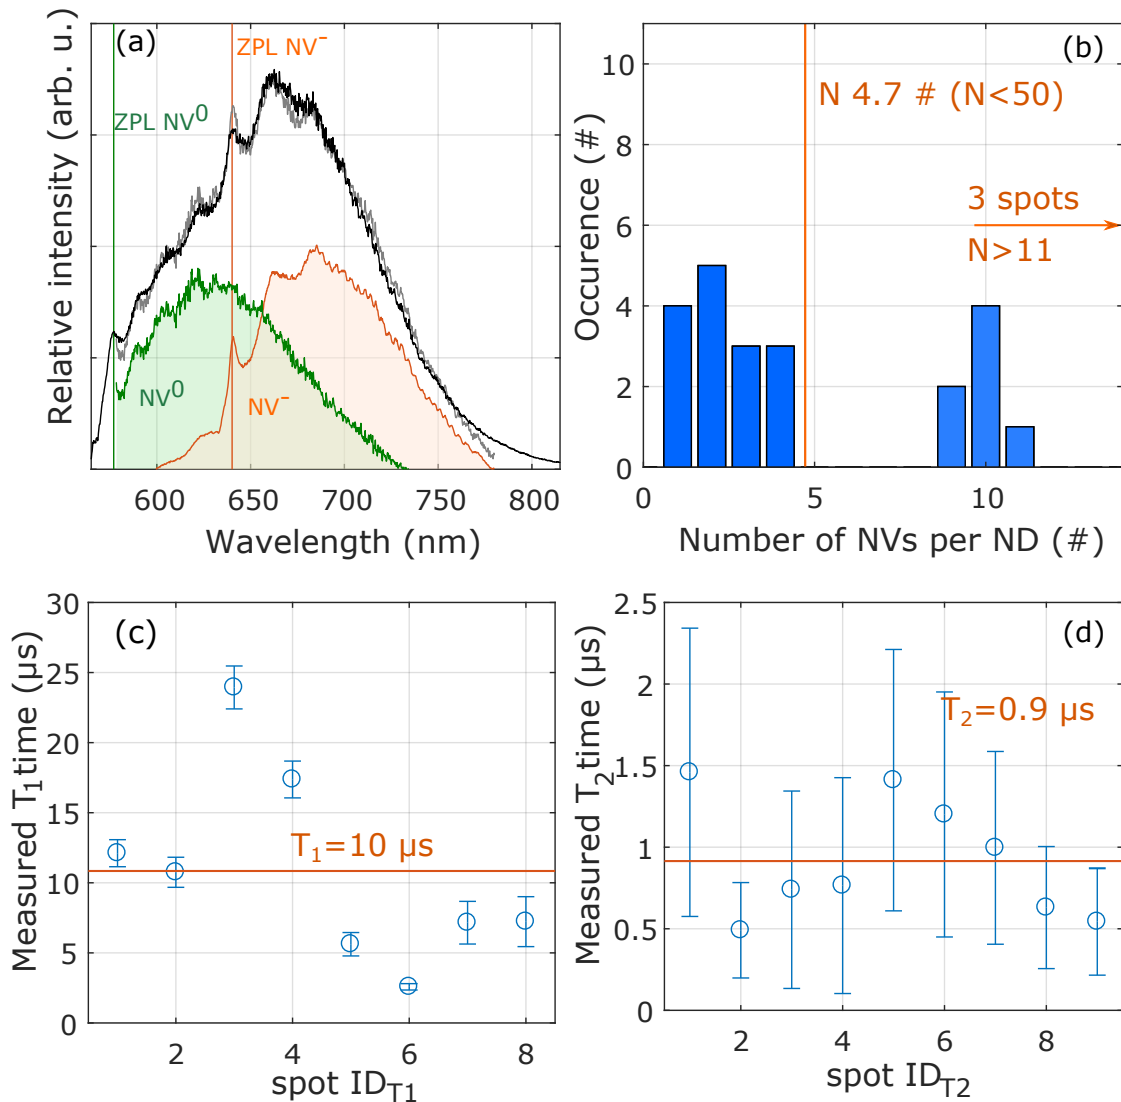 (a)
ZPL NV⁻
ZPL NV⁰
NV⁰
NV⁻
Relative intensity (arb. u.)
600 650 700 750 800
Wavelength (nm)
(b)
N 4.7 # (N<50)
3 spots
N>11
Occurence (#)
10
8
6
4
2
0
0 5 10
Number of NVs per ND (#)
(c)
T₁=10 µs
Measured T₁ time (µs)
30
25
20
15
10
5
0
2 4 6 8
spot ID_T1
(d)
T₂=0.9 µs
Measured T₂ time (µs)
2.5
2
1.5
1
0.5
0
2 4 6 8
spot ID_T2